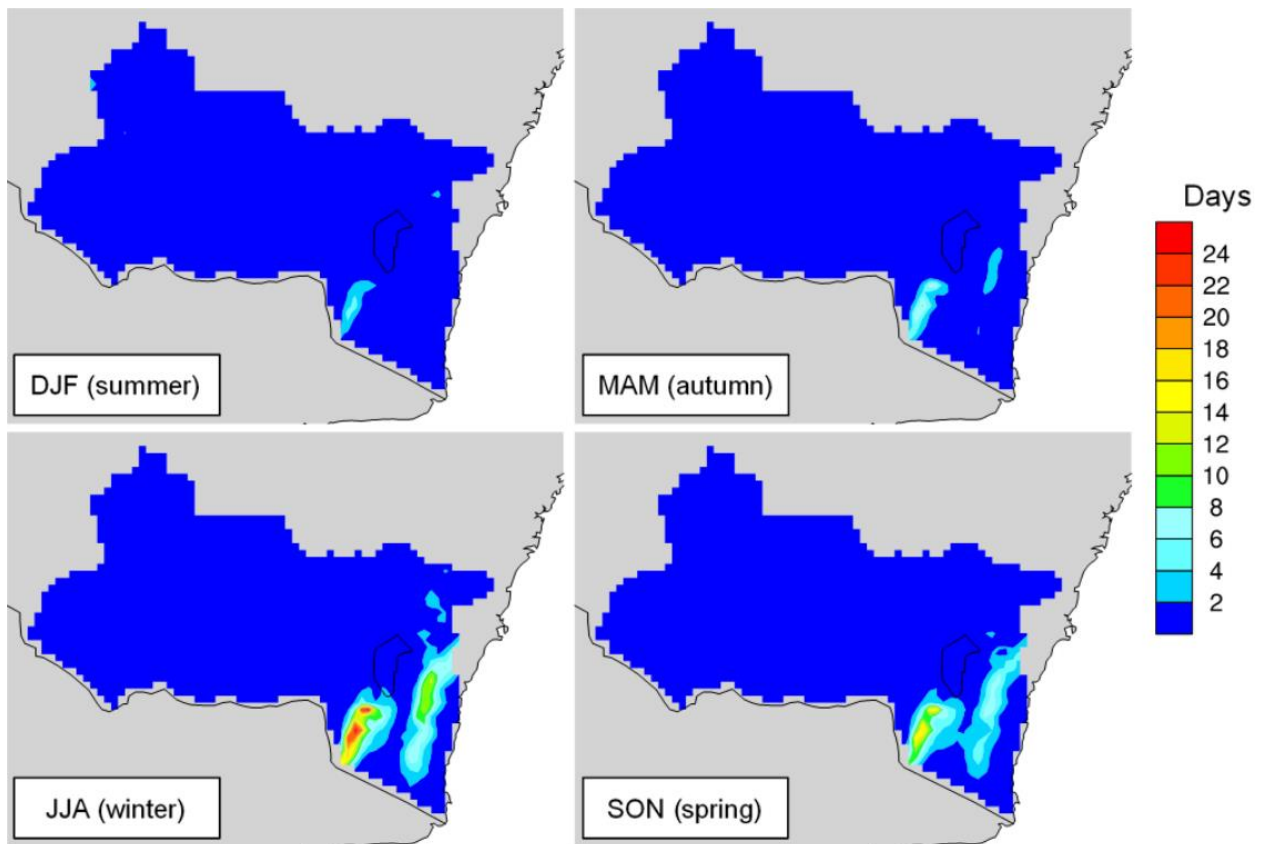 DJF (summer)
MAM (autumn)
JJA (winter)
SON (spring)
Days
24
22
20
18
16
14
12
10
8
6
4
2